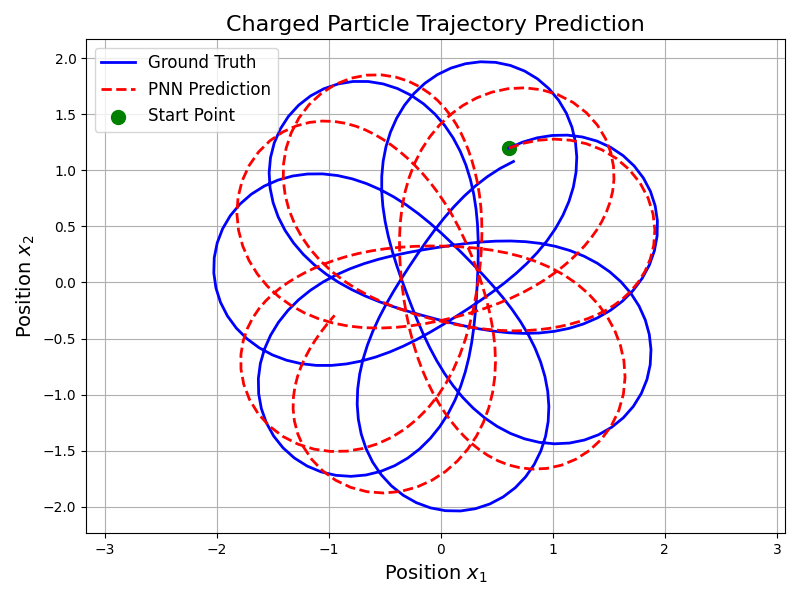 Charged Particle Trajectory Prediction
Ground Truth
PNN Prediction
Start Point
Position x₂
2.0
1.5
1.0
0.5
0.0
−0.5
−1.0
−1.5
−2.0
−3
−2
−1
0
1
2
3
Position x₁